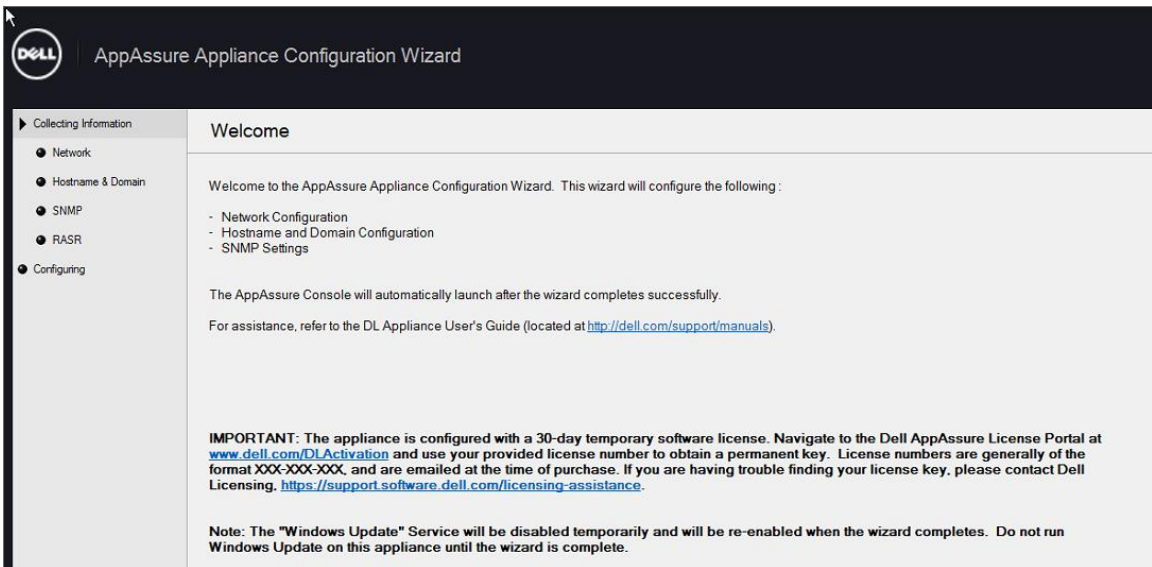 DELL
AppAssure Appliance Configuration Wizard
Collecting Information
Network
Hostname & Domain
SNMP
RASR
Configuring
Welcome
Welcome to the AppAssure Appliance Configuration Wizard. This wizard will configure the following :
- Network Configuration
- Hostname and Domain Configuration
- SNMP Settings
The AppAssure Console will automatically launch after the wizard completes successfully.
For assistance, refer to the DL Appliance User's Guide (located at http://dell.com/support/manuals).
IMPORTANT: The appliance is configured with a 30-day temporary software license. Navigate to the Dell AppAssure License Portal at
www.dell.com/DLActivation and use your provided license number to obtain a permanent key. License numbers are generally of the
format XXX-XXX-XXX, and are emailed at the time of purchase. If you are having trouble finding your license key, please contact Dell
Licensing, https://support.software.dell.com/licensing-assistance.
Note: The "Windows Update" Service will be disabled temporarily and will be re-enabled when the wizard completes. Do not run
Windows Update on this appliance until the wizard is complete.